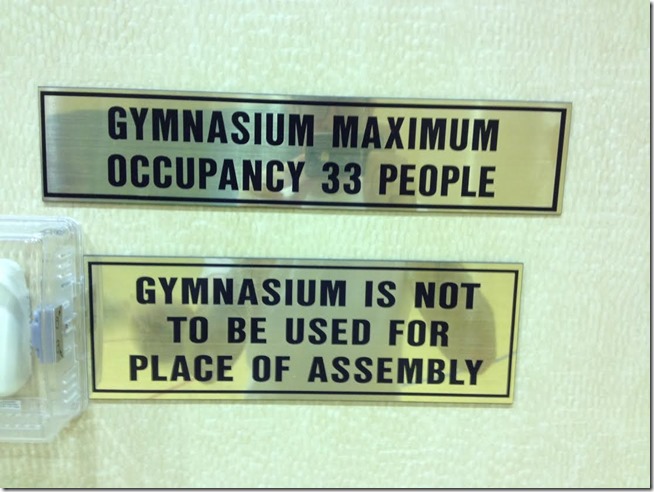 GYMNASIUM MAXIMUM
OCCUPANCY 33 PEOPLE
GYMNASIUM IS NOT
TO BE USED FOR
PLACE OF ASSEMBLY